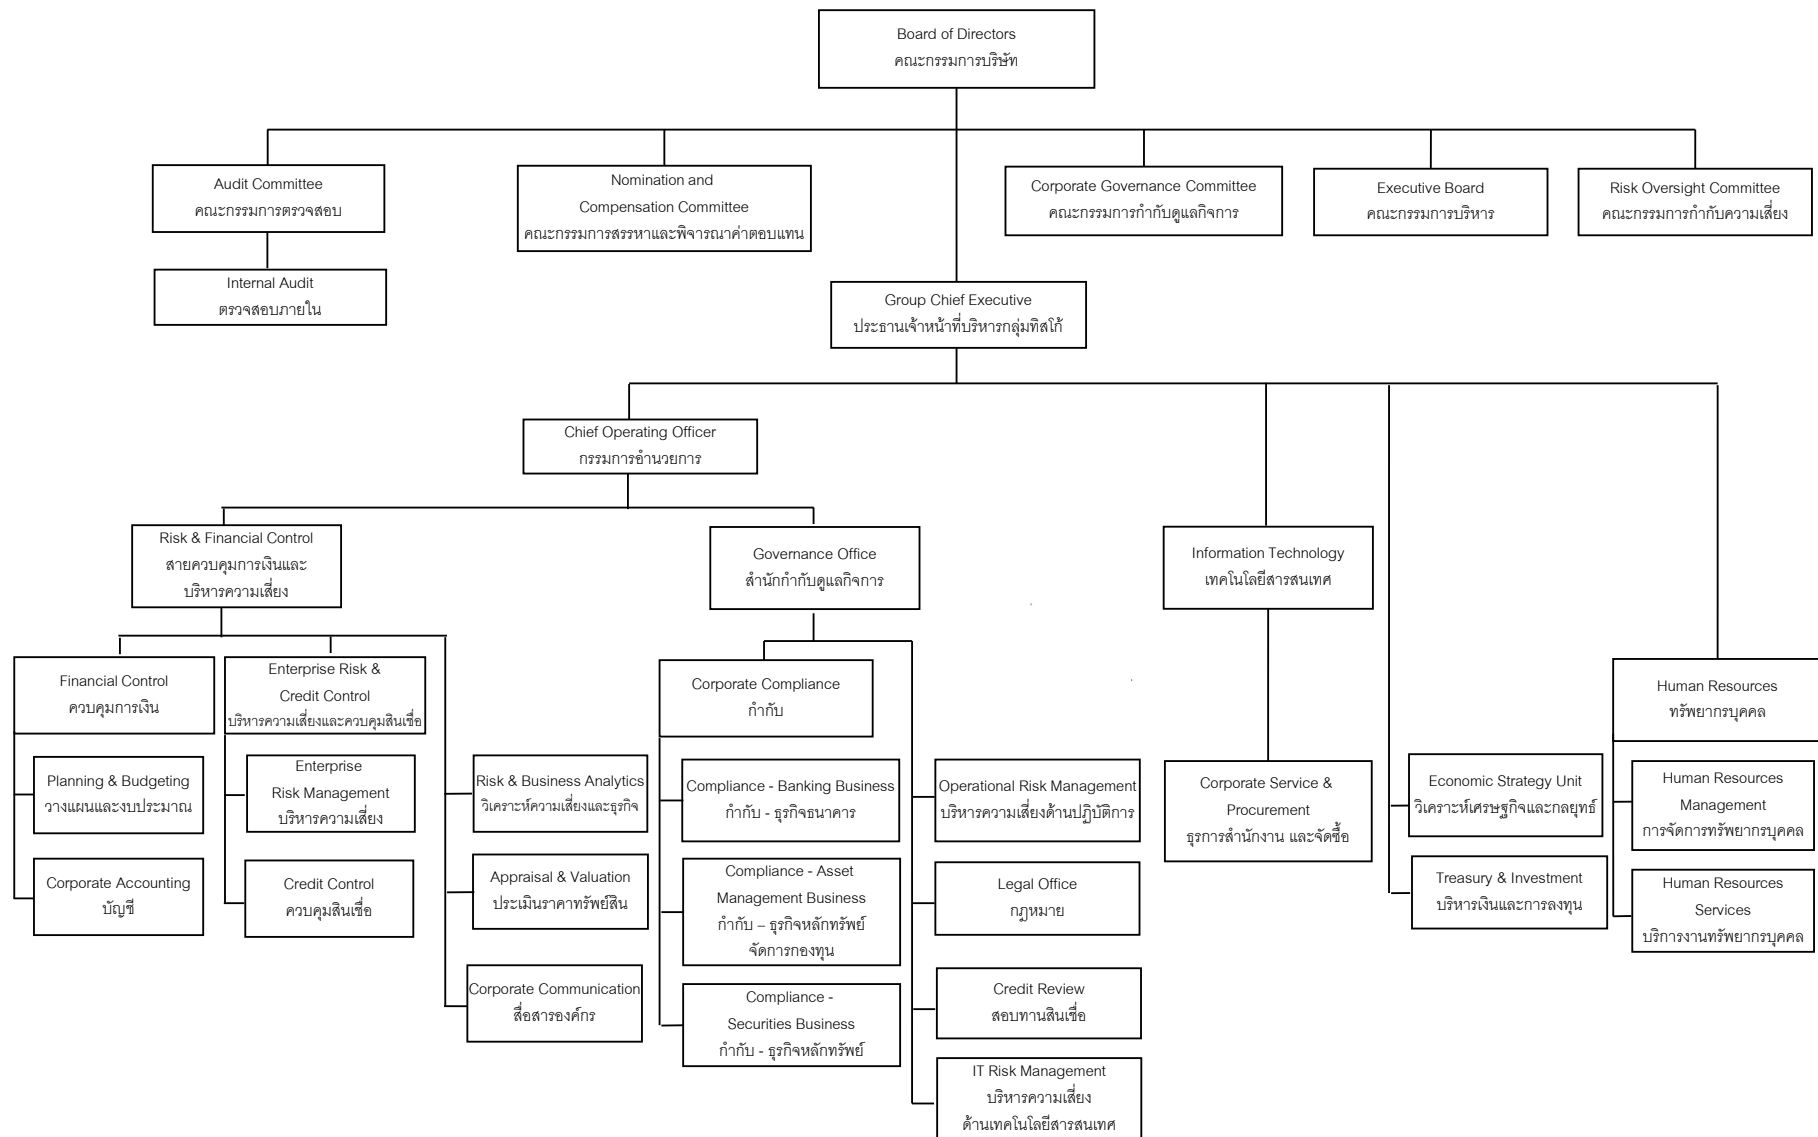 Board of Directors
คณะกรรมการบริษัท
Audit Committee
คณะกรรมการตรวจสอบ
Nomination and
Compensation Committee
คณะกรรมการสรรหาและพิจารณาค่าตอบแทน
Corporate Governance Committee
คณะกรรมการกำกับดูแลกิจการ
Executive Board
คณะกรรมการบริหาร
Risk Oversight Committee
คณะกรรมการกำกับความเสี่ยง
Internal Audit
ตรวจสอบภายใน
Group Chief Executive
ประธานเจ้าหน้าที่บริหารกลุ่มทิสโก้
Chief Operating Officer
กรรมการอำนวยการ
Risk & Financial Control
สายควบคุมการเงินและ
บริหารความเสี่ยง
Governance Office
สำนักกำกับดูแลกิจการ
Information Technology
เทคโนโลยีสารสนเทศ
Financial Control
ควบคุมการเงิน
Enterprise Risk &
Credit Control
บริหารความเสี่ยงและควบคุมสินเชื่อ
Corporate Compliance
กำกับ
Human Resources
ทรัพยากรบุคคล
Planning & Budgeting
วางแผนและงบประมาณ
Enterprise
Risk Management
บริหารความเสี่ยง
Risk & Business Analytics
วิเคราะห์ความเสี่ยงและธุรกิจ
Compliance - Banking Business
กำกับ - ธุรกิจธนาคาร
Operational Risk Management
บริหารความเสี่ยงด้านปฏิบัติการ
Corporate Service &
Procurement
ธุรการสำนักงาน และจัดซื้อ
Economic Strategy Unit
วิเคราะห์เศรษฐกิจและกลยุทธ์
Human Resources
Management
การจัดการทรัพยากรบุคคล
Corporate Accounting
บัญชี
Credit Control
ควบคุมสินเชื่อ
Appraisal & Valuation
ประเมินราคาทรัพย์สิน
Compliance - Asset
Management Business
กำกับ – ธุรกิจหลักทรัพย์
จัดการกองทุน
Legal Office
กฎหมาย
Treasury & Investment
บริหารเงินและการลงทุน
Human Resources
Services
บริการงานทรัพยากรบุคคล
Corporate Communication
สื่อสารองค์กร
Compliance -
Securities Business
กำกับ - ธุรกิจหลักทรัพย์
Credit Review
สอบทานสินเชื่อ
IT Risk Management
บริหารความเสี่ยง
ด้านเทคโนโลยีสารสนเทศ